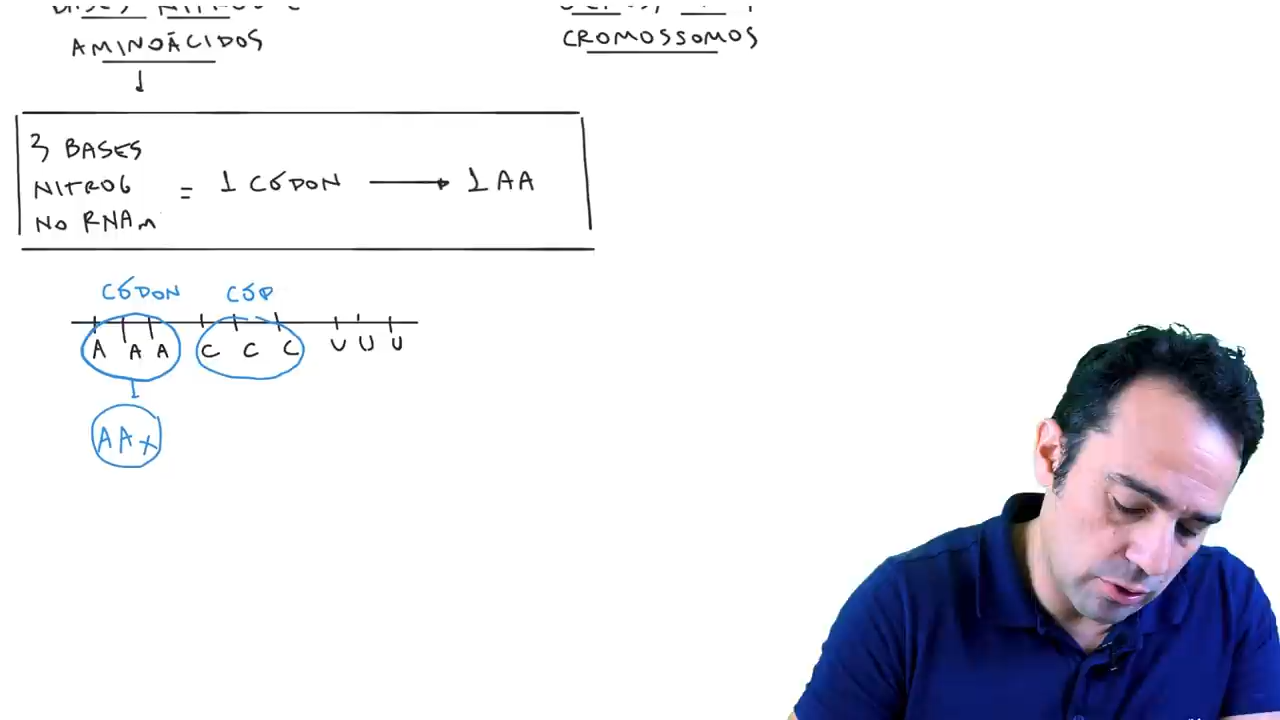 AMINOÁCIDOS
CROMOSSOMOS
3 BASES
NITROG
NO RNAm
= 1 CÓDON → 1 AA
CÓDON CÓD
A A A C C C U U U
AAx